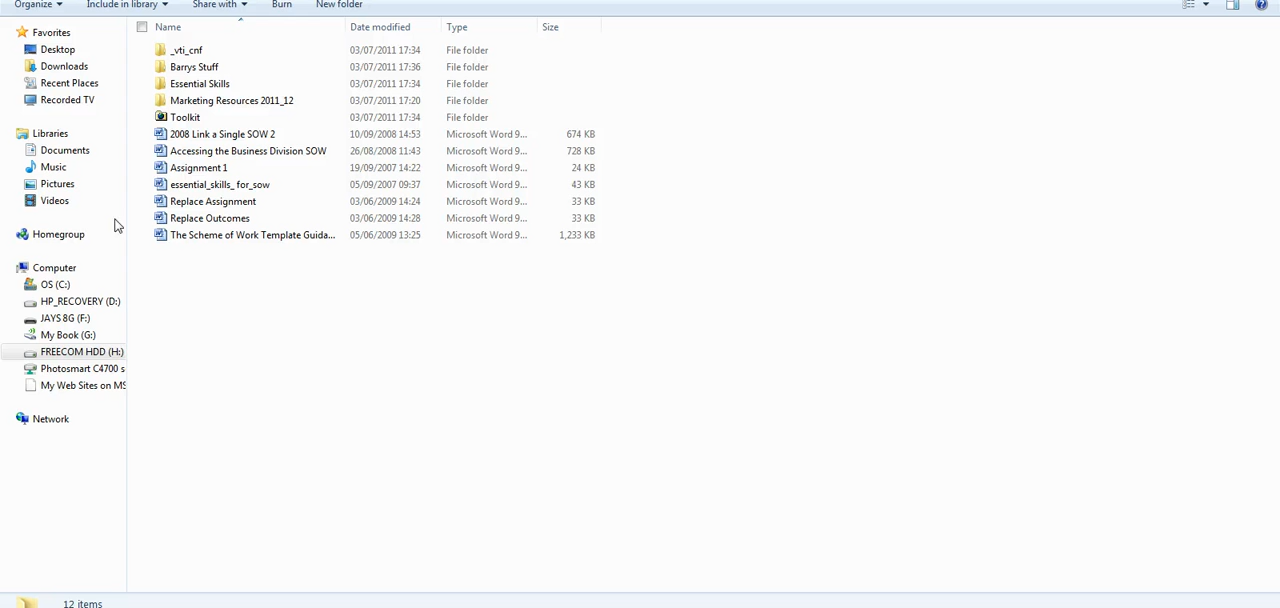 Organize Include in library Share with Burn New folder
Name Date modified Type Size
Favorites
Desktop
Downloads
Recent Places
Recorded TV
Libraries
Documents
Music
Pictures
Videos
Homegroup
Computer
OS (C:)
HP_RECOVERY (D:)
JAYS 8G (F:)
My Book (G:)
FREECOM HDD (H:)
Photosmart C4700 s
My Web Sites on MS
Network
_vti_cnf 03/07/2011 17:34 File folder
Barrys Stuff 03/07/2011 17:36 File folder
Essential Skills 03/07/2011 17:34 File folder
Marketing Resources 2011_12 03/07/2011 17:20 File folder
Toolkit 03/07/2011 17:34 File folder
2008 Link a Single SOW 2 10/09/2008 14:53 Microsoft Word 9... 674 KB
Accessing the Business Division SOW 26/08/2008 11:43 Microsoft Word 9... 728 KB
Assignment 1 19/09/2007 14:22 Microsoft Word 9... 24 KB
essential_skills_ for_sow 05/09/2007 09:37 Microsoft Word 9... 43 KB
Replace Assignment 03/06/2009 14:24 Microsoft Word 9... 33 KB
Replace Outcomes 03/06/2009 14:28 Microsoft Word 9... 33 KB
The Scheme of Work Template Guida... 05/06/2009 13:25 Microsoft Word 9... 1,233 KB
12 items